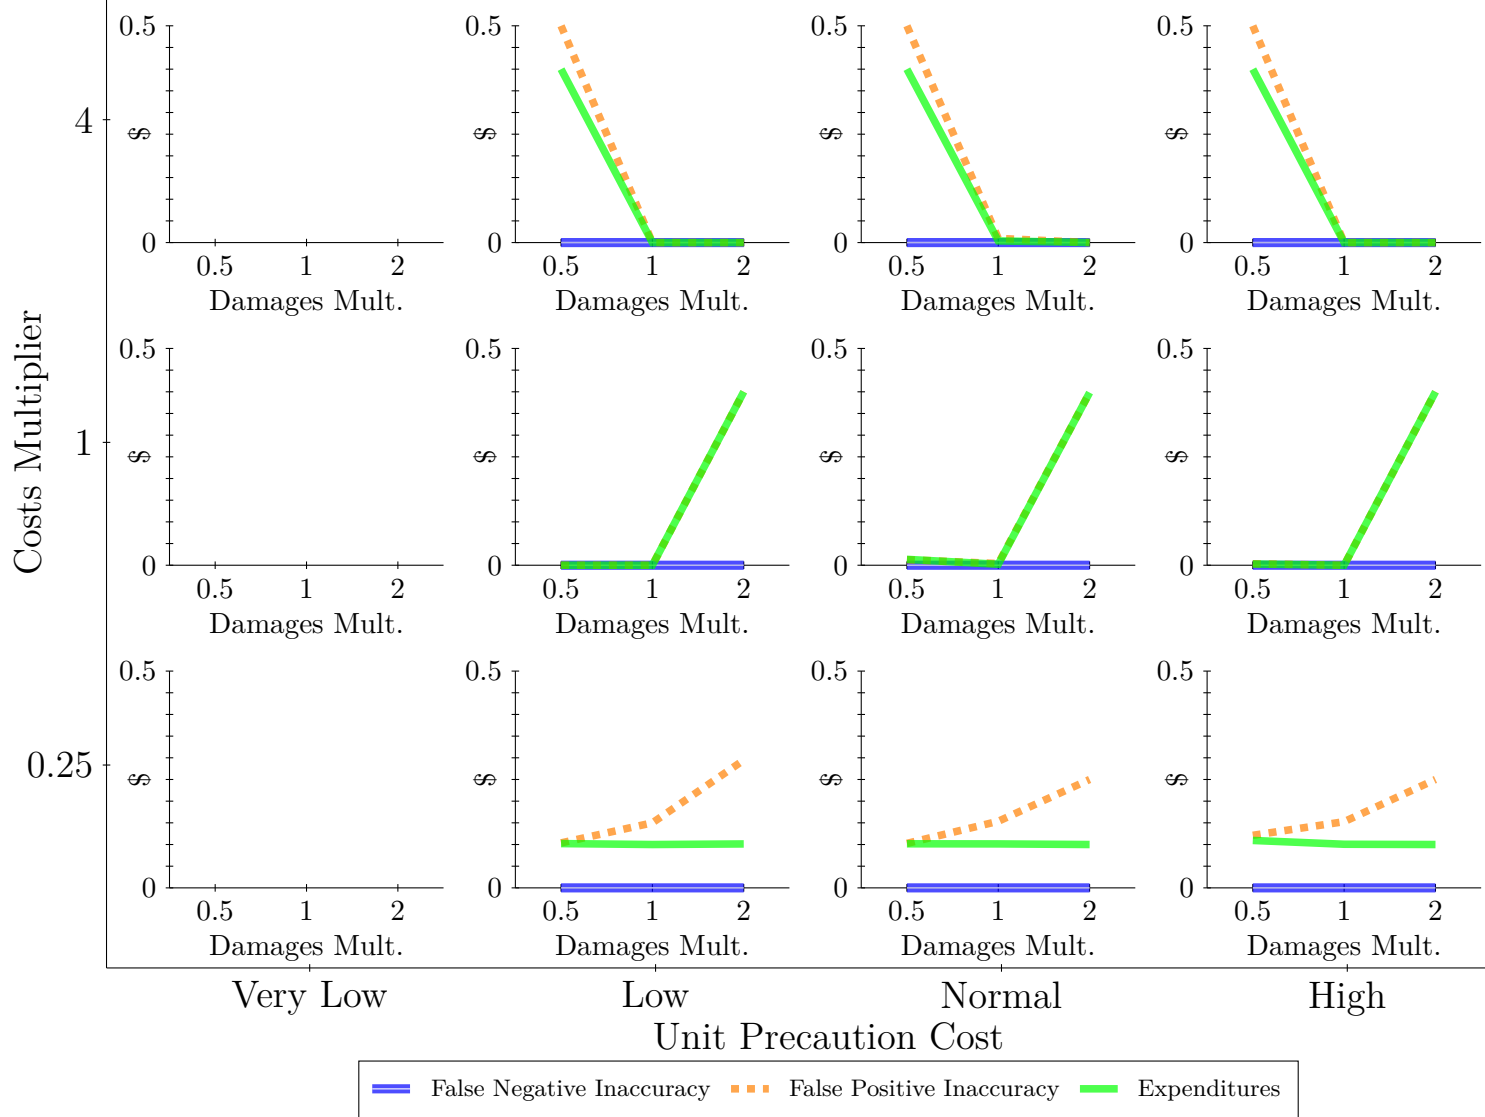 Costs Multiplier
4
0.5
$
0
0.5 1 2
Damages Mult.
0.5
$
0
0.5 1 2
Damages Mult.
0.5
$
0
0.5 1 2
Damages Mult.
0.5
$
0
0.5 1 2
Damages Mult.
1
0.5
$
0
0.5 1 2
Damages Mult.
0.5
$
0
0.5 1 2
Damages Mult.
0.5
$
0
0.5 1 2
Damages Mult.
0.5
$
0
0.5 1 2
Damages Mult.
0.25
0.5
$
0
0.5 1 2
Damages Mult.
0.5
$
0
0.5 1 2
Damages Mult.
0.5
$
0
0.5 1 2
Damages Mult.
0.5
$
0
0.5 1 2
Damages Mult.
Very Low Low Normal High
Unit Precaution Cost
False Negative Inaccuracy False Positive Inaccuracy Expenditures